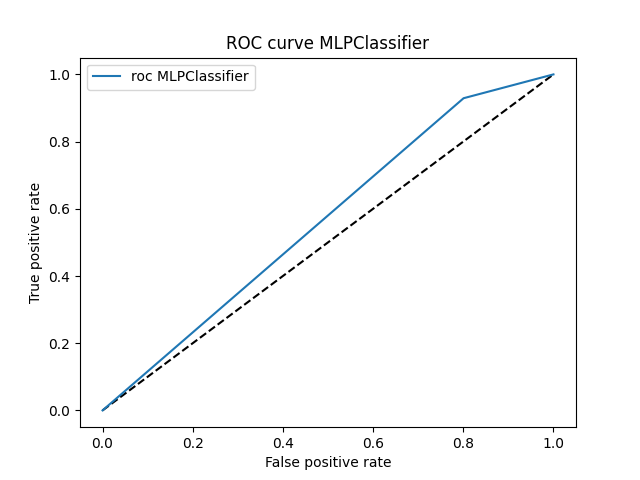 ROC curve MLPClassifier
roc MLPClassifier
1.0
0.8
0.6
0.4
0.2
0.0
True positive rate
0.0 0.2 0.4 0.6 0.8 1.0
False positive rate